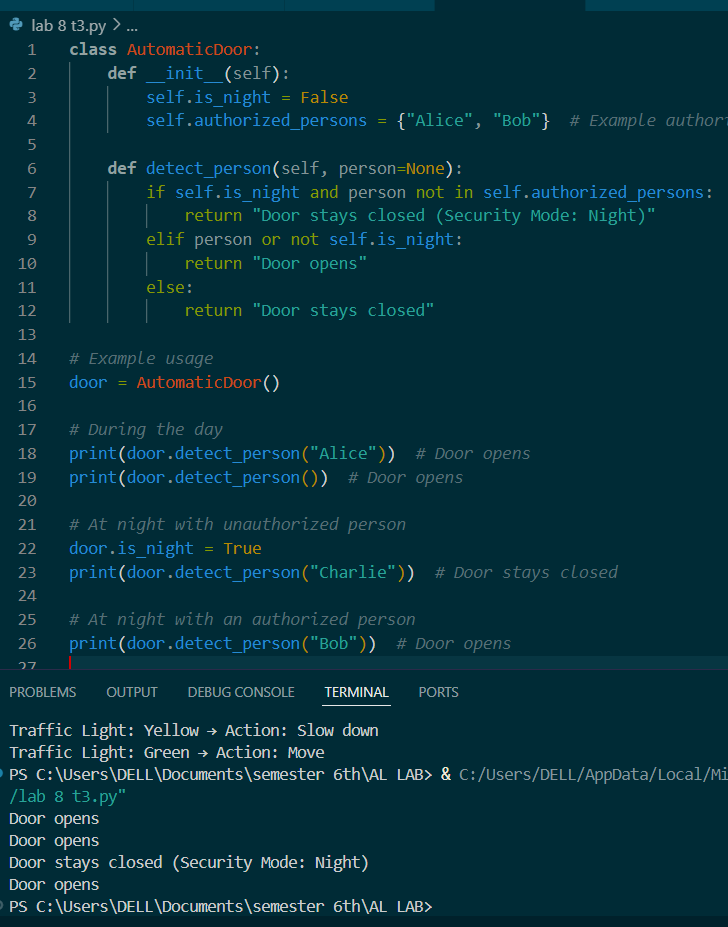 lab 8 t3.py > ...
1 class AutomaticDoor:
2     def __init__(self):
3         self.is_night = False
4         self.authorized_persons = {"Alice", "Bob"}  # Example
5
6     def detect_person(self, person=None):
7         if self.is_night and person not in self.authorized_persons:
8             return "Door stays closed (Security Mode: Night)"
9         elif person or not self.is_night:
10             return "Door opens"
11         else:
12             return "Door stays closed"
13
14 # Example usage
15 door = AutomaticDoor()
16
17 # During the day
18 print(door.detect_person("Alice"))  # Door opens
19 print(door.detect_person())  # Door opens
20
21 # At night with unauthorized person
22 door.is_night = True
23 print(door.detect_person("Charlie"))  # Door stays closed
24
25 # At night with an authorized person
26 print(door.detect_person("Bob"))  # Door opens
27
PROBLEMS OUTPUT DEBUG CONSOLE TERMINAL PORTS
Traffic Light: Yellow → Action: Slow down
Traffic Light: Green → Action: Move
PS C:\Users\DELL\Documents\semester 6th\AL LAB> & C:/Users/DELL/AppData/Local/Mi
/lab 8 t3.py"
Door opens
Door opens
Door stays closed (Security Mode: Night)
Door opens
PS C:\Users\DELL\Documents\semester 6th\AL LAB>